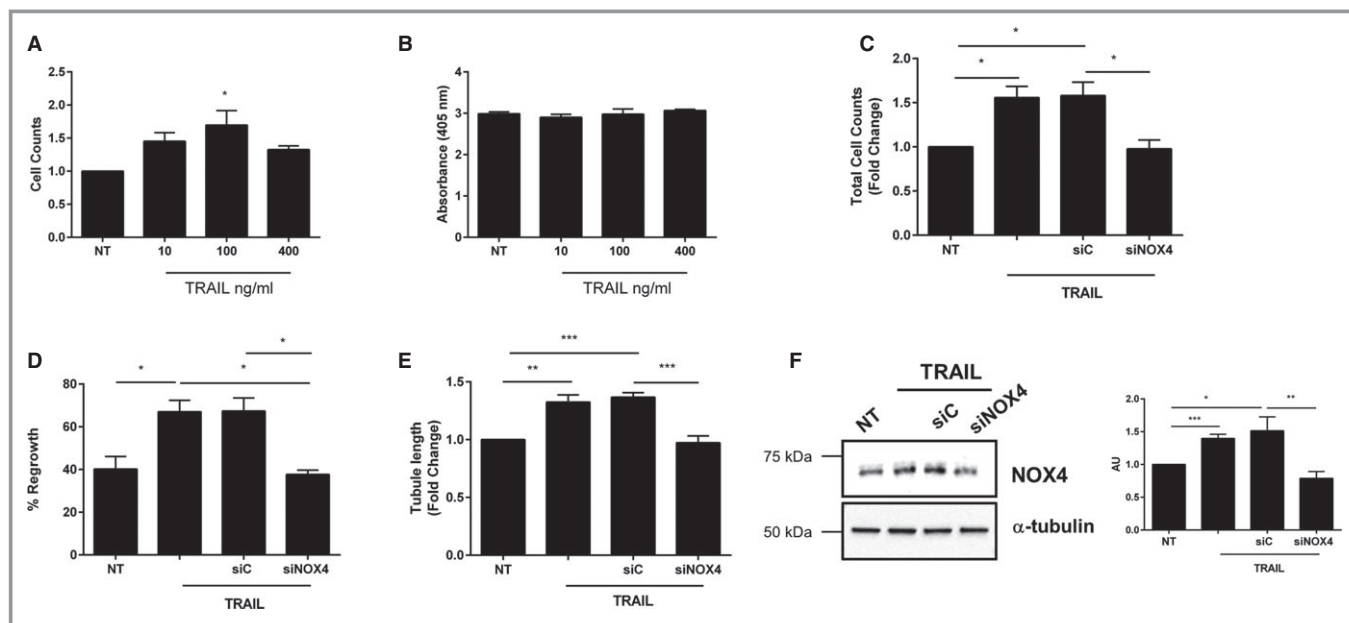 A
Cell Counts
2.5
2.0
1.5
1.0
0.5
0.0
*
NT 10 100 400
TRAIL ng/ml
B
Absorbance (405 nm)
4
3
2
1
0
NT 10 100 400
TRAIL ng/ml
C
Total Cell Counts
(Fold Change)
2.0
1.5
1.0
0.5
0.0
*
* *
NT siC siNOX4
TRAIL
D
% Regrowth
80
60
40
20
0
*
* *
NT siC siNOX4
TRAIL
E
Tubule length
(Fold Change)
1.5
1.0
0.5
0.0
***
** ***
NT siC siNOX4
TRAIL
F
TRAIL
NT siC siNOX4
75 kDa
NOX4
50 kDa
α-tubulin
AU
2.0
1.5
1.0
0.5
0.0
* **
***
NT siC siNOX4
TRAIL